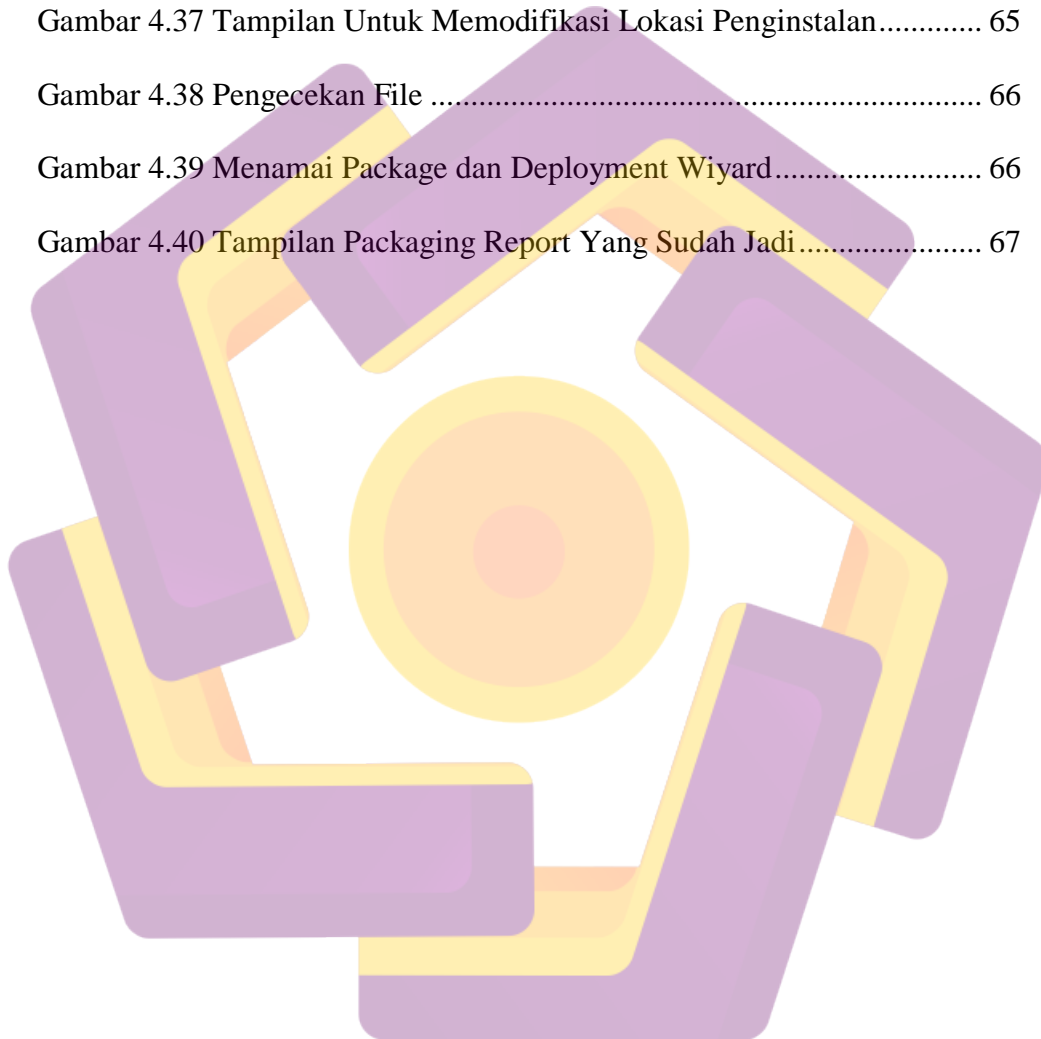 Gambar 4.37 Tampilan Untuk Memodifikasi Lokasi Penginstalan............. 65
Gambar 4.38 Pengecekan File ..................................................................... 66
Gambar 4.39 Menamai Package dan Deployment Wiyard.......................... 66
Gambar 4.40 Tampilan Packaging Report Yang Sudah Jadi....................... 67